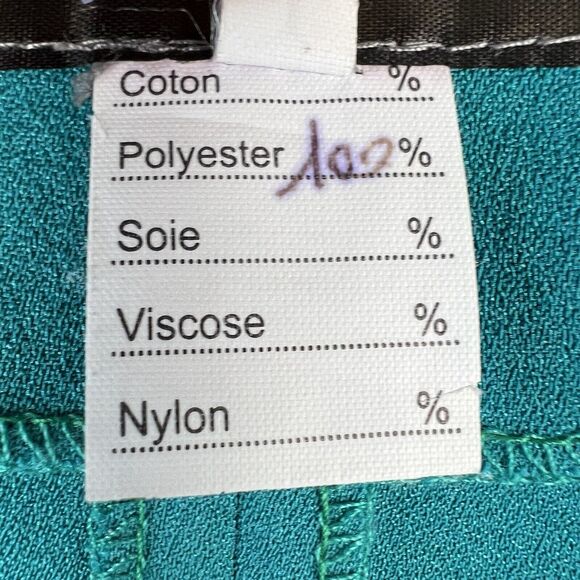 Coton %
Polyester 100 %
Soie %
Viscose %
Nylon %